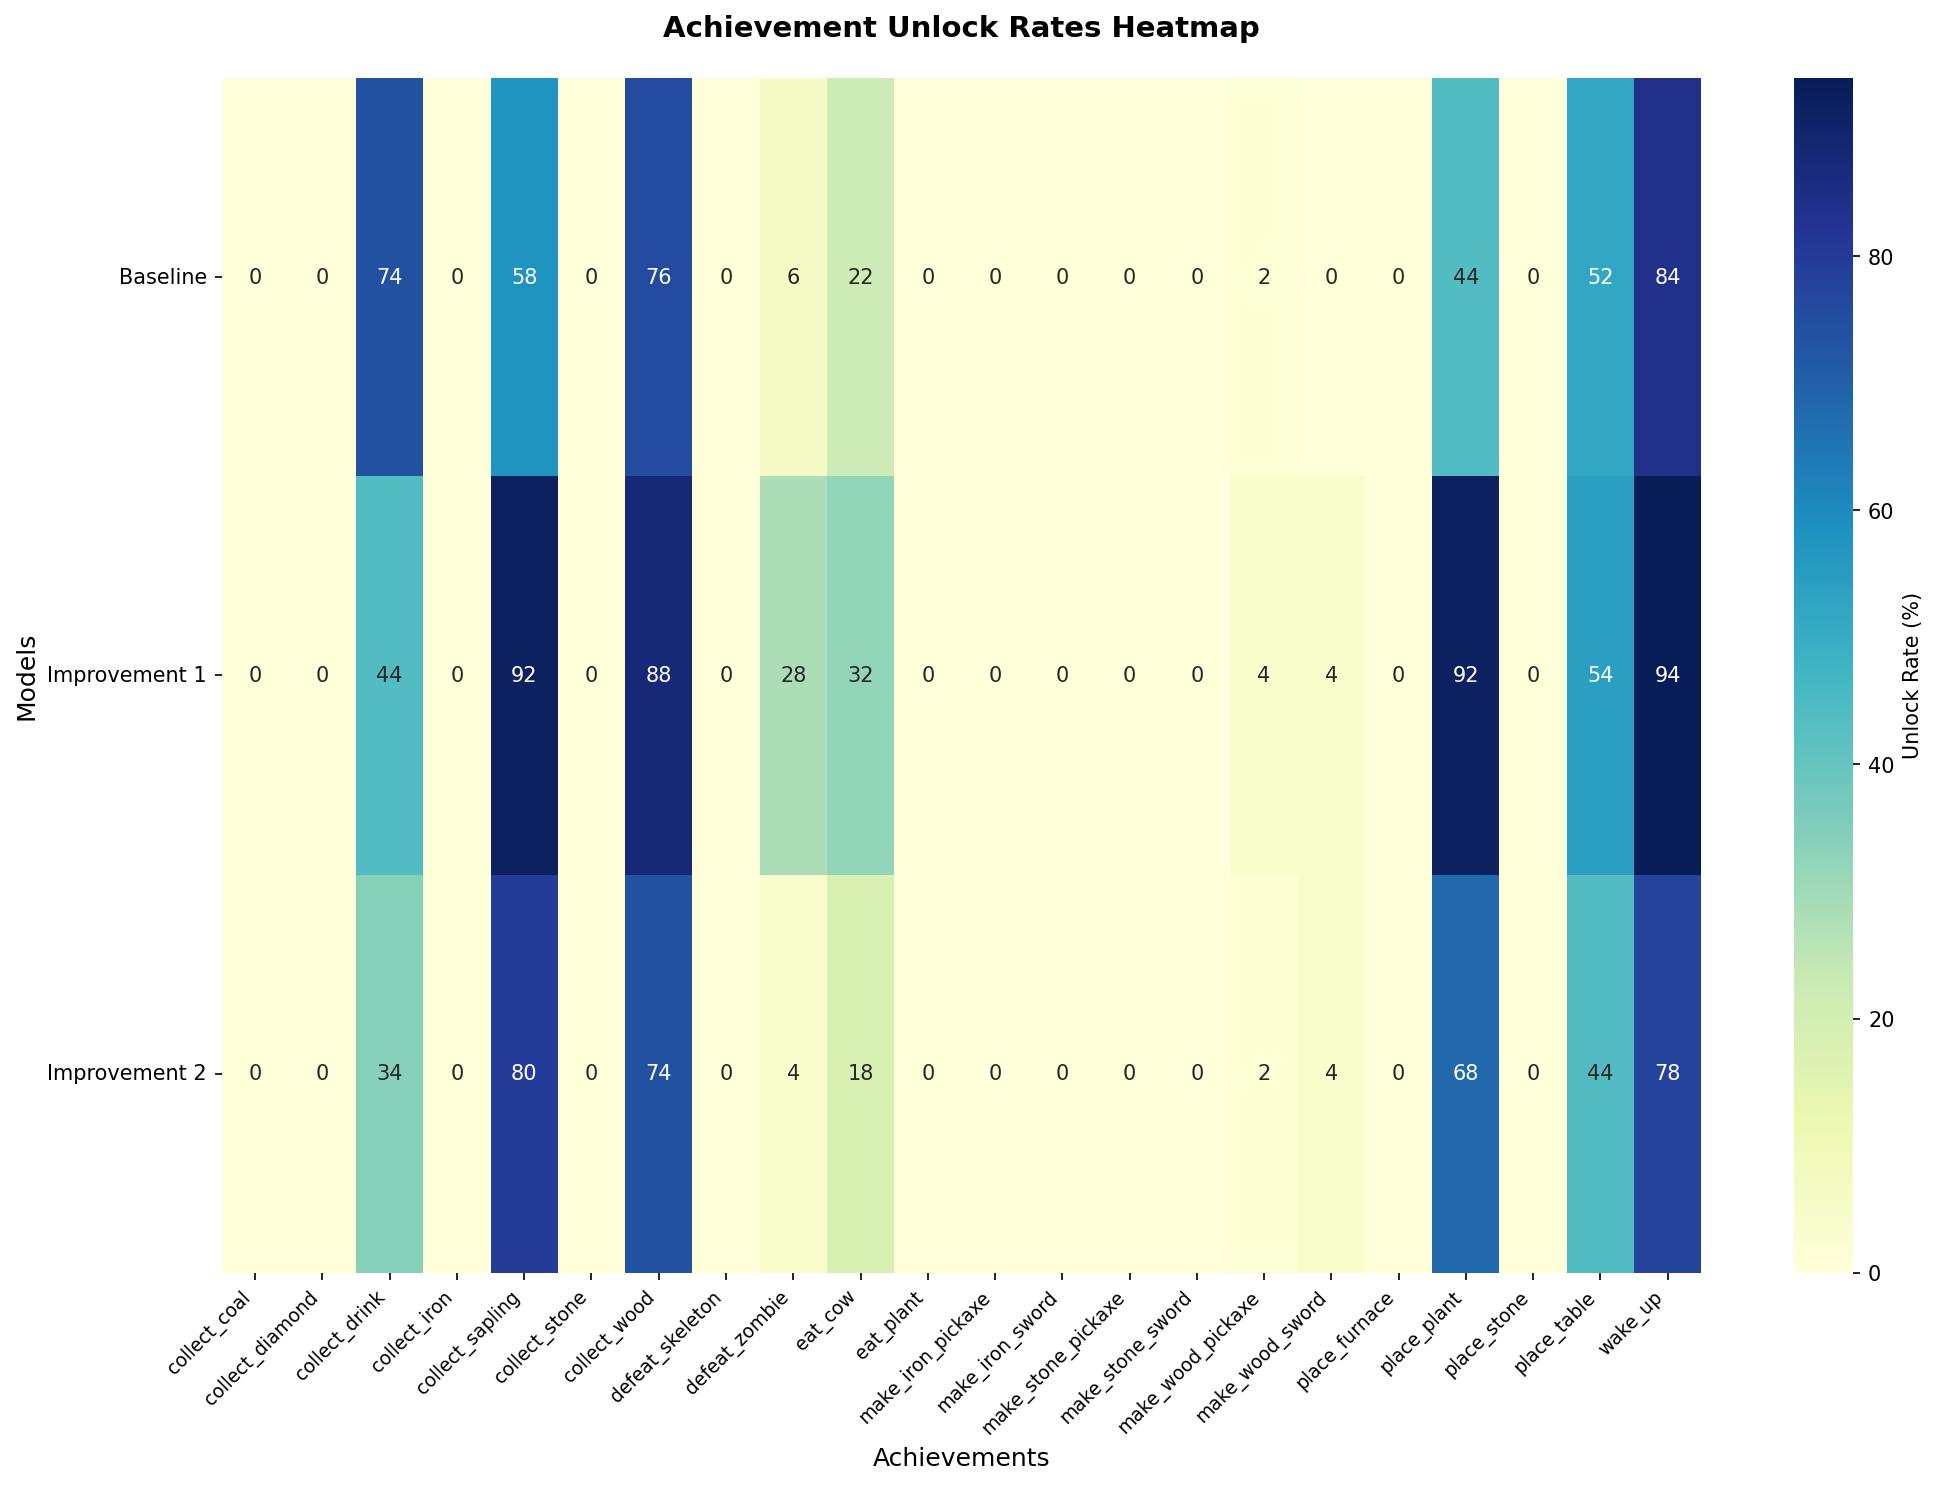 Achievement Unlock Rates Heatmap
Models
Baseline
0 0 74 0 58 0 76 0 6 22 0 0 0 0 0 2 0 0 44 0 52 84
Improvement 1
0 0 44 0 92 0 88 0 28 32 0 0 0 0 0 4 4 0 92 0 54 94
Improvement 2
0 0 34 0 80 0 74 0 4 18 0 0 0 0 0 2 4 0 68 0 44 78
collect_coal
collect_diamond
collect_drink
collect_iron
collect_sapling
collect_stone
collect_wood
defeat_skeleton
defeat_zombie
eat_cow
eat_plant
make_iron_pickaxe
make_iron_sword
make_stone_pickaxe
make_stone_sword
make_wood_pickaxe
make_wood_sword
place_furnace
place_plant
place_stone
place_table
wake_up
Achievements
80
60
40
20
0
Unlock Rate (%)